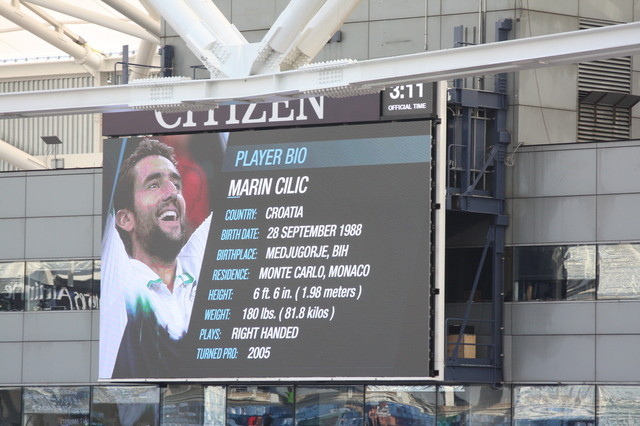 CITIZEN
3:11
OFFICIAL TIME
PLAYER BIO
MARIN CILIC
COUNTRY: CROATIA
BIRTH DATE: 28 SEPTEMBER 1988
BIRTHPLACE: MEDJUGORJE, BIH
RESIDENCE: MONTE CARLO, MONACO
HEIGHT: 6 ft. 6 in. ( 1.98 meters )
WEIGHT: 180 lbs. ( 81.8 kilos )
PLAYS: RIGHT HANDED
TURNED PRO: 2005